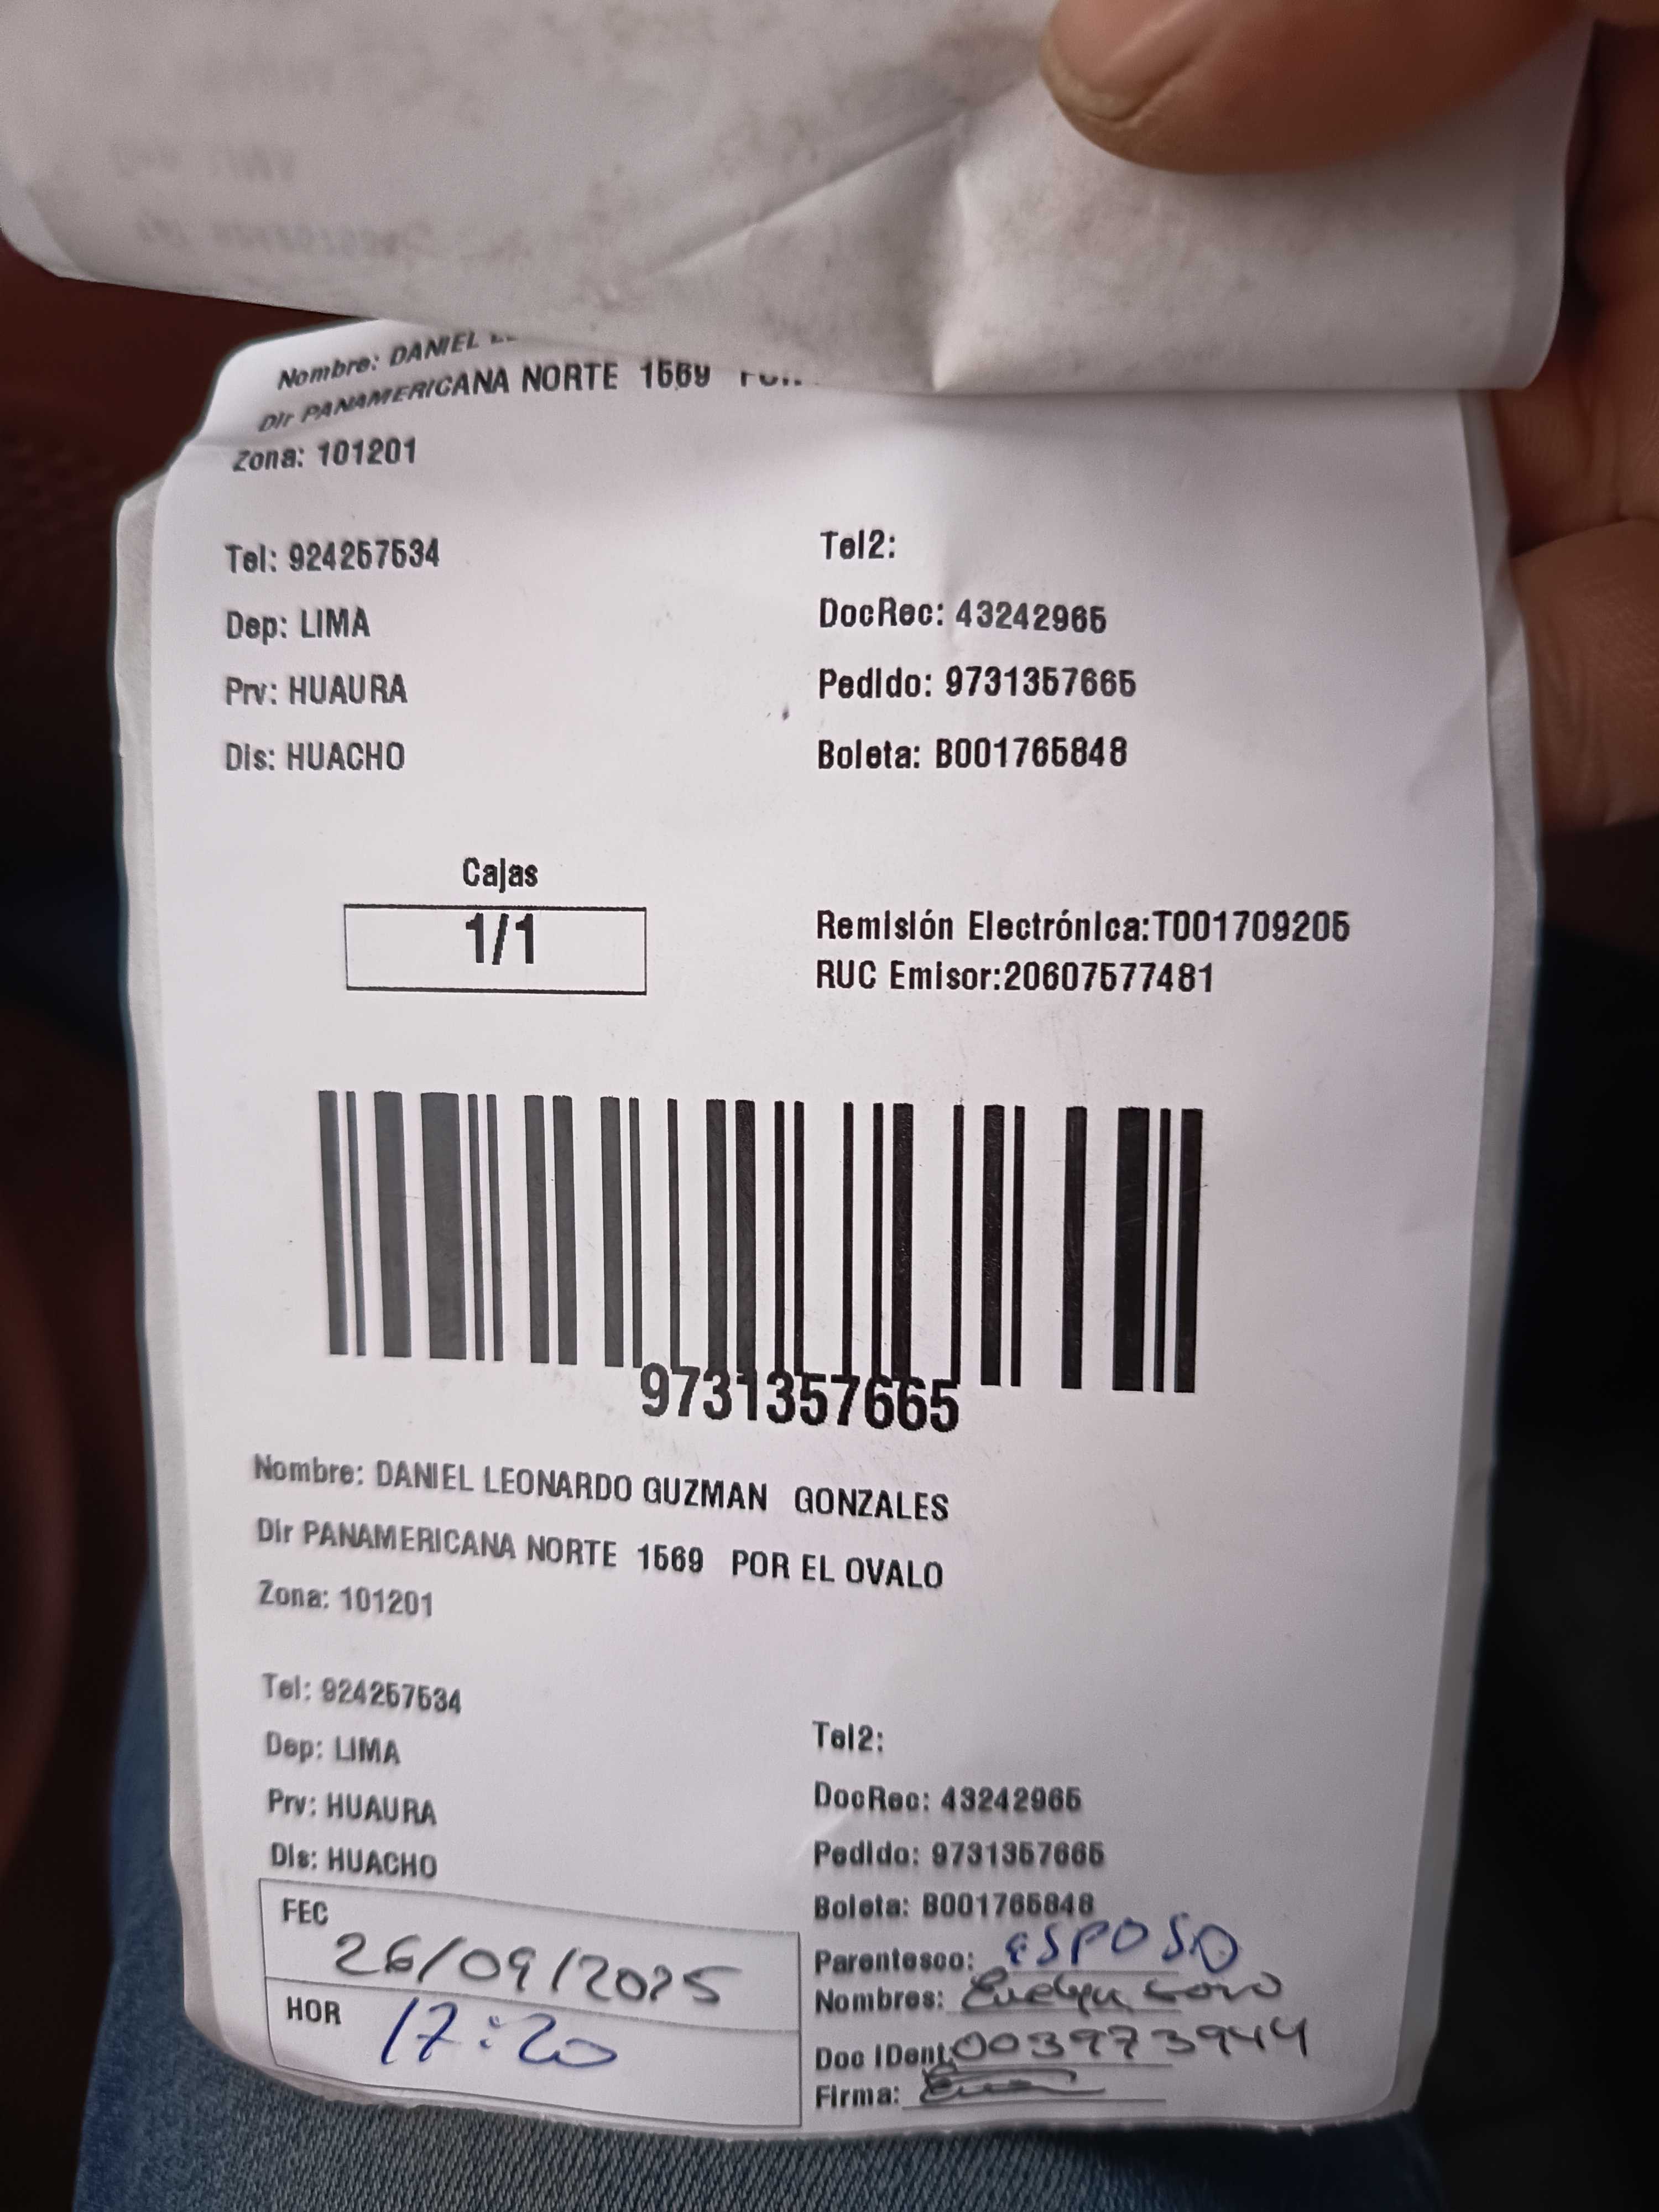 Nombre: DANIEL
Dir PANAMERICANA NORTE 1569
Zona: 101201
Tel: 924257534
Tel2:
Dep: LIMA
DocRec: 43242965
Prv: HUAURA
Pedido: 9731357665
Dis: HUACHO
Boleta: B001765848
Cajas
1/1
Remisión Electrónica:T001709205
RUC Emisor:20607577481
9731357665
Nombre: DANIEL LEONARDO GUZMAN GONZALES
Dir PANAMERICANA NORTE 1569 POR EL OVALO
Zona: 101201
Tel: 924257534
Tel2:
Dep: LIMA
DocRec: 43242965
Prv: HUAURA
Pedido: 9731357665
Dis: HUACHO
Boleta: B001765848
FEC 26/09/2025
HOR 17:20
Parentesco: ESPOSO
Nombres: Evelyn
Doc IDent: 003973944
Firma: